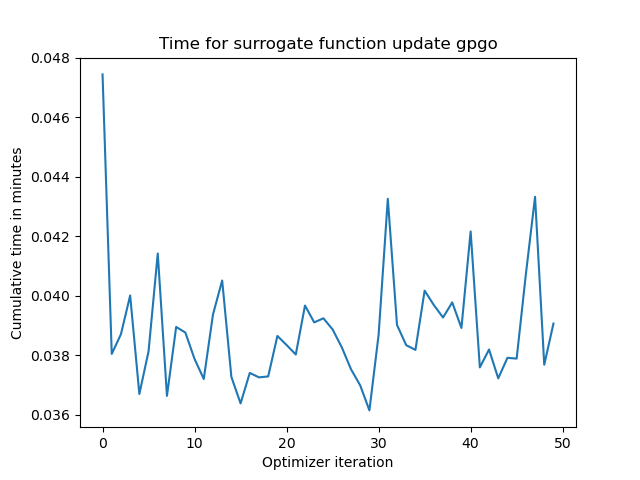 Time for surrogate function update gpgo
Cumulative time in minutes
0.048
0.046
0.044
0.042
0.040
0.038
0.036
0 10 20 30 40 50
Optimizer iteration